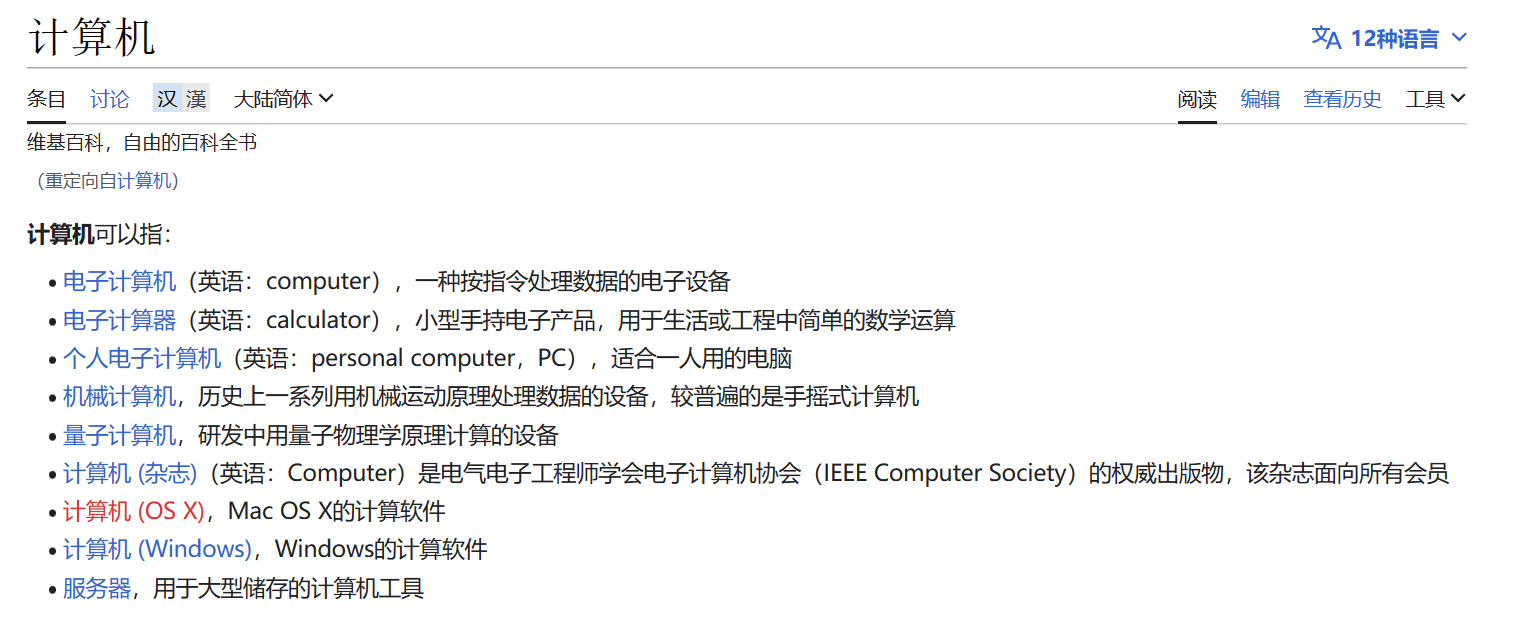 计算机
文A 12种语言
条目 讨论 汉 漢 大陆简体 阅读 编辑 查看历史 工具
维基百科，自由的百科全书
（重定向自计算机）
计算机可以指：
• 电子计算机（英语：computer），一种按指令处理数据的电子设备
• 电子计算器（英语：calculator），小型手持电子产品，用于生活或工程中简单的数学运算
• 个人电子计算机（英语：personal computer，PC），适合一人用的电脑
• 机械计算机，历史上一系列用机械运动原理处理数据的设备，较普遍的是手摇式计算机
• 量子计算机，研发中用量子物理学原理计算的设备
• 计算机 (杂志)（英语：Computer）是电气电子工程师学会电子计算机协会（IEEE Computer Society）的权威出版物，该杂志面向所有会员
• 计算机 (OS X)，Mac OS X的计算软件
• 计算机 (Windows)，Windows的计算软件
• 服务器，用于大型储存的计算机工具